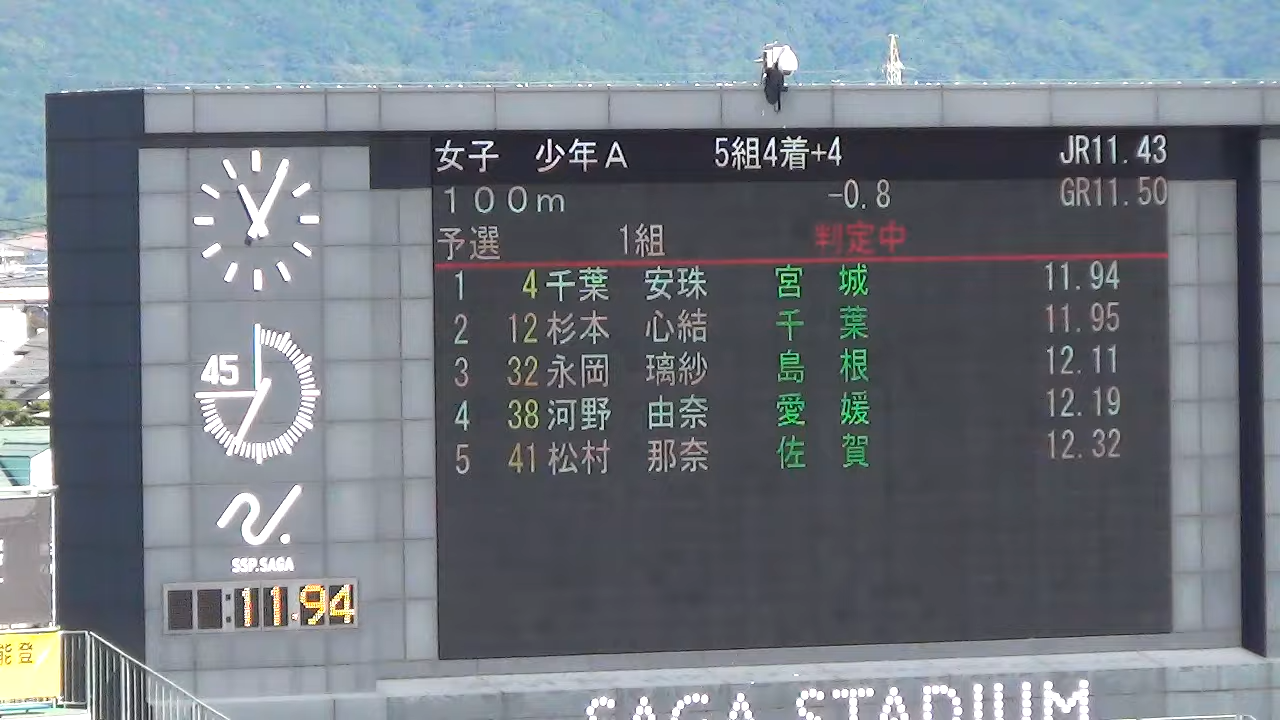 女子 少年A 5組4着+4 JR11.43
100m -0.8 GR11.50
予選 1組 判定中
1 4 千葉 安珠 宮城 11.94
2 12 杉本 心結 千葉 11.95
3 32 永岡 璃紗 島根 12.11
4 38 河野 由奈 愛媛 12.19
5 41 松村 那奈 佐賀 12.32
45
SSP.SAGA
11.94
能登
SAGA STADIUM